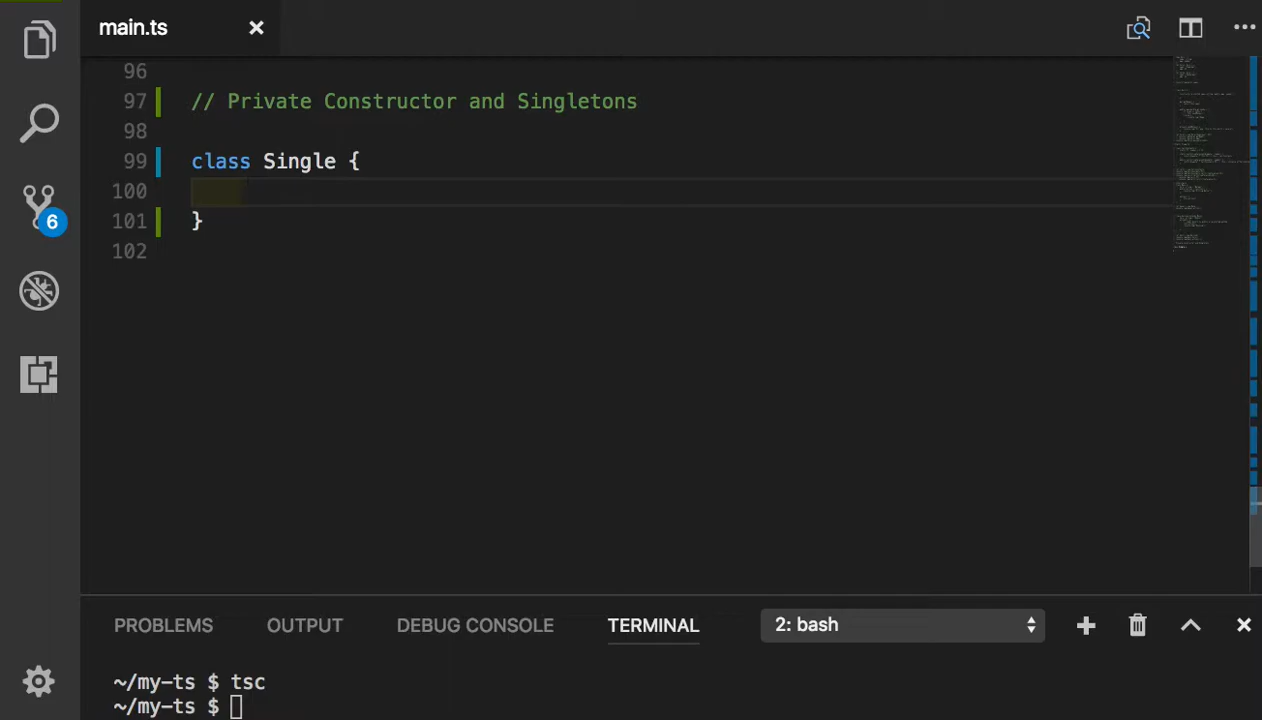 main.ts
96
97 // Private Constructor and Singletons
98
99 class Single {
100
101 }
102
6
PROBLEMS OUTPUT DEBUG CONSOLE TERMINAL 2: bash
~/my-ts $ tsc
~/my-ts $